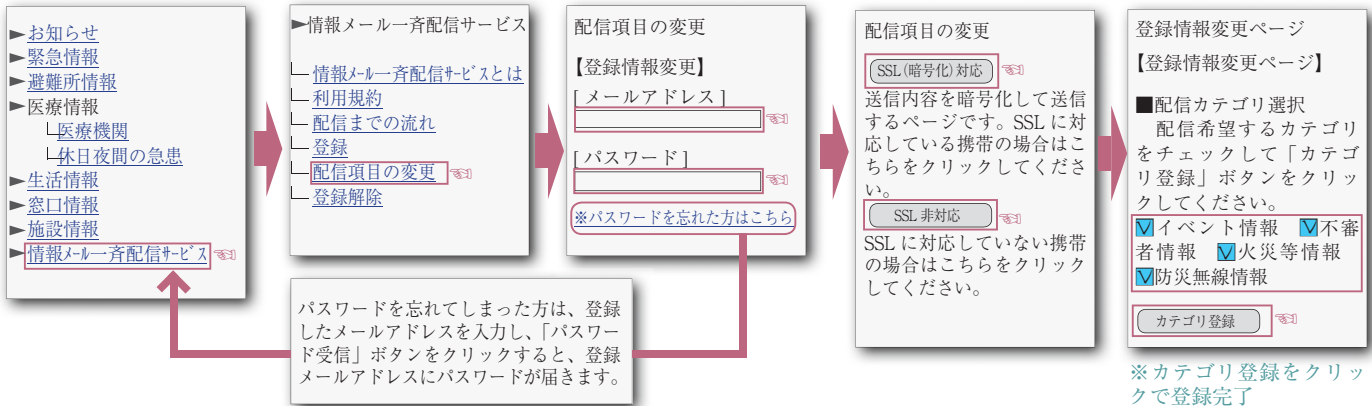 ►お知らせ
►緊急情報
►避難所情報
►医療情報
医療機関
休日夜間の急患
►生活情報
►窓口情報
►施設情報
►情報ﾒｰﾙ一斉配信ｻｰﾋﾞｽ
►情報メール一斉配信サービス
情報ﾒｰﾙ一斉配信ｻｰﾋﾞｽとは
利用規約
配信までの流れ
登録
配信項目の変更
登録解除
配信項目の変更
【登録情報変更】
[ メールアドレス ]
[ パスワード ]
※パスワードを忘れた方はこちら
パスワードを忘れてしまった方は、登録
したメールアドレスを入力し、「パスワー
ド受信」ボタンをクリックすると、登録
メールアドレスにパスワードが届きます。
配信項目の変更
SSL(暗号化)対応
送信内容を暗号化して送信
するページです。SSL に対
応している携帯の場合はこ
ちらをクリックしてくださ
い。
SSL 非対応
SSL に対応していない携帯
の場合はこちらをクリック
してください。
登録情報変更ページ
【登録情報変更ページ】
■配信カテゴリ選択
配信希望するカテゴリ
をチェックして「カテゴ
リ登録」ボタンをクリッ
クしてください。
イベント情報 不審
者情報 火災等情報
防災無線情報
カテゴリ登録
※カテゴリ登録をクリッ
クで登録完了